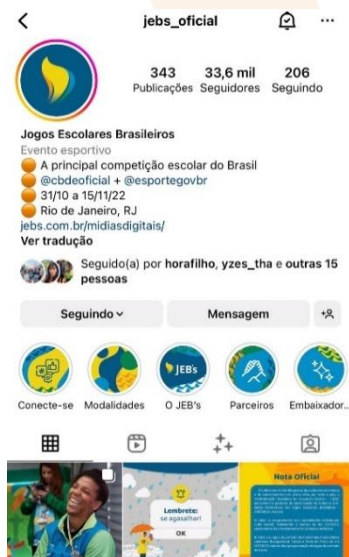 jebs_oficial
343 33,6 mil 206
Publicações Seguidores Seguindo
Jogos Escolares Brasileiros
Evento esportivo
A principal competição escolar do Brasil
@cbdeoficial + @esportegovbr
31/10 a 15/11/22
Rio de Janeiro, RJ
jebs.com.br/midiasdigitais/
Ver tradução
Seguido(a) por horafilho, yzes_tha e outras 15
pessoas
Seguindo
Mensagem
JEB's
Conecte-se Modalidades O JEB's Parceiros Embaixador...
Lembrete:
se agasalhar!
OK
Nota Oficial